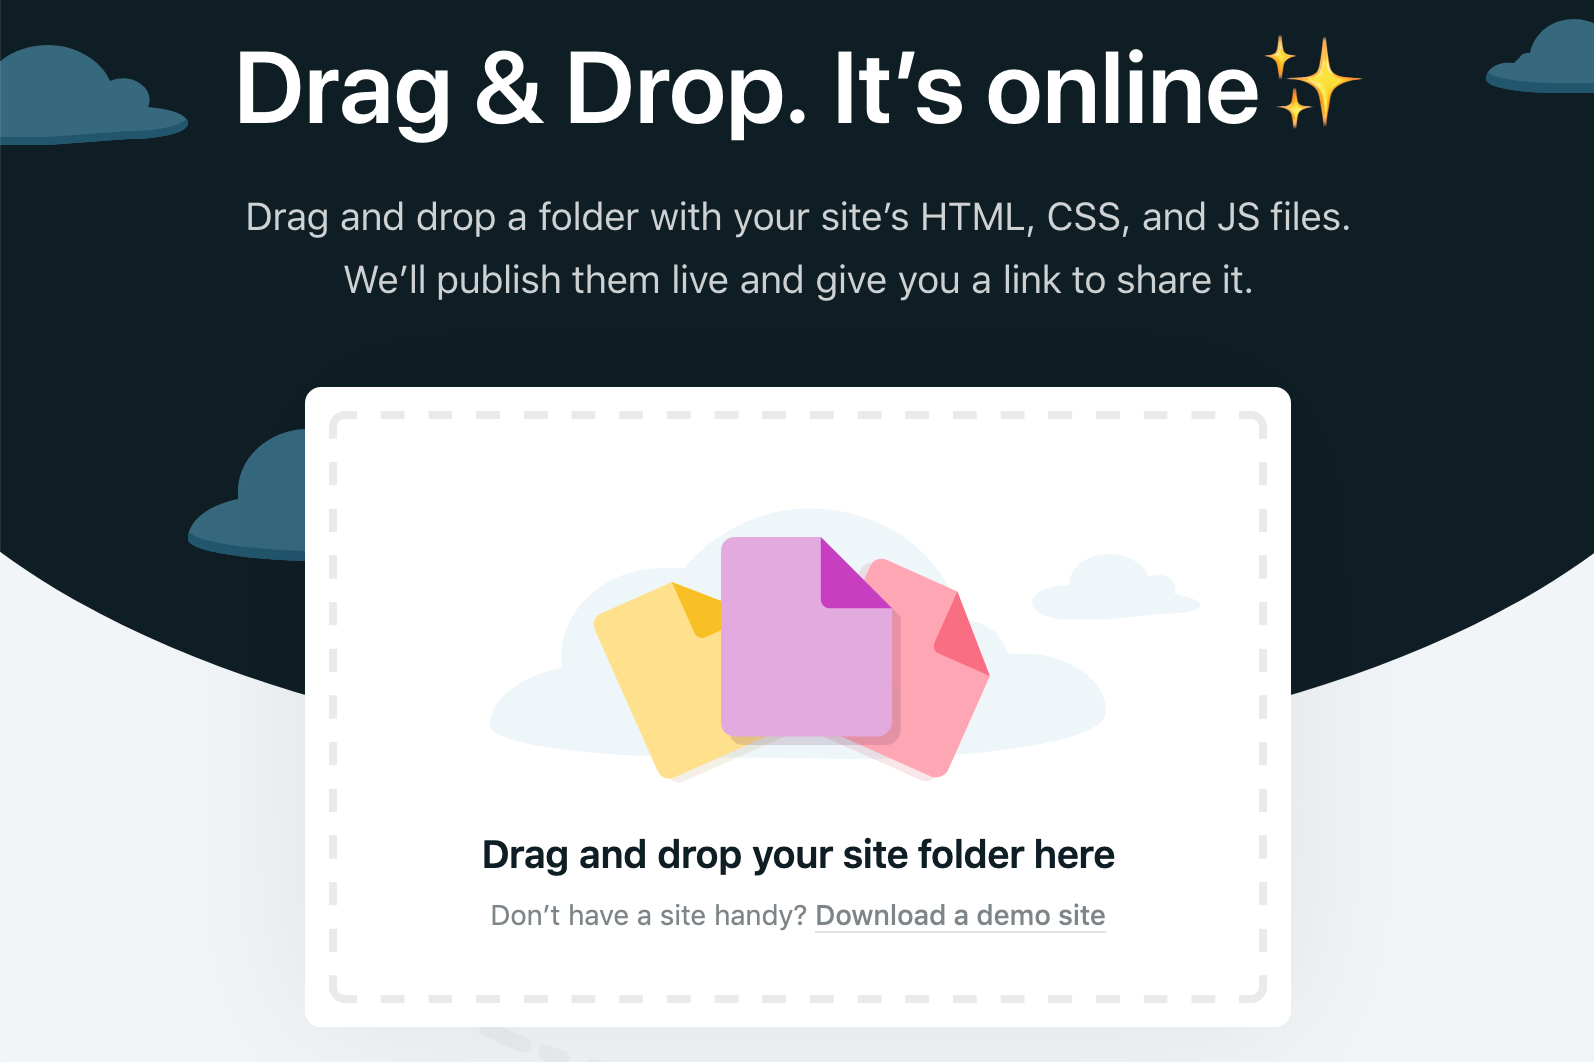 Drag & Drop. It’s online✨
Drag and drop a folder with your site’s HTML, CSS, and JS files.
We’ll publish them live and give you a link to share it.
Drag and drop your site folder here
Don’t have a site handy? Download a demo site